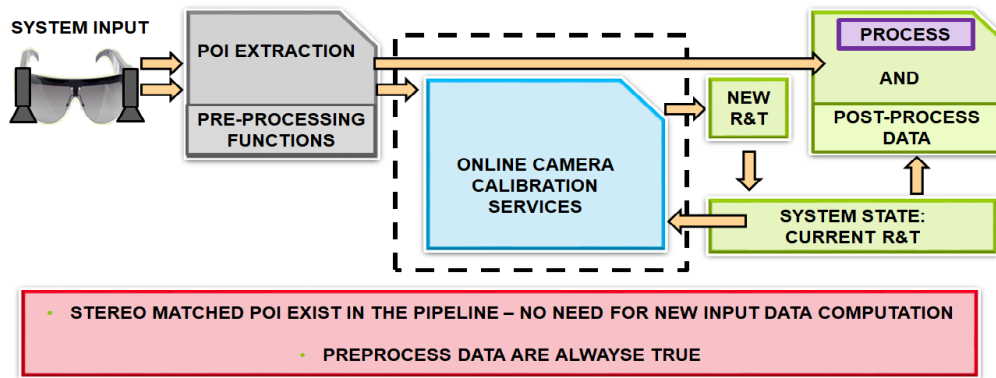 SYSTEM INPUT
POI EXTRACTION
PRE-PROCESSING
FUNCTIONS
ONLINE CAMERA
CALIBRATION
SERVICES
NEW
R&T
PROCESS
AND
POST-PROCESS
DATA
SYSTEM STATE:
CURRENT R&T
• STEREO MATCHED POI EXIST IN THE PIPELINE – NO NEED FOR NEW INPUT DATA COMPUTATION
• PREPROCESS DATA ARE ALWAYSE TRUE